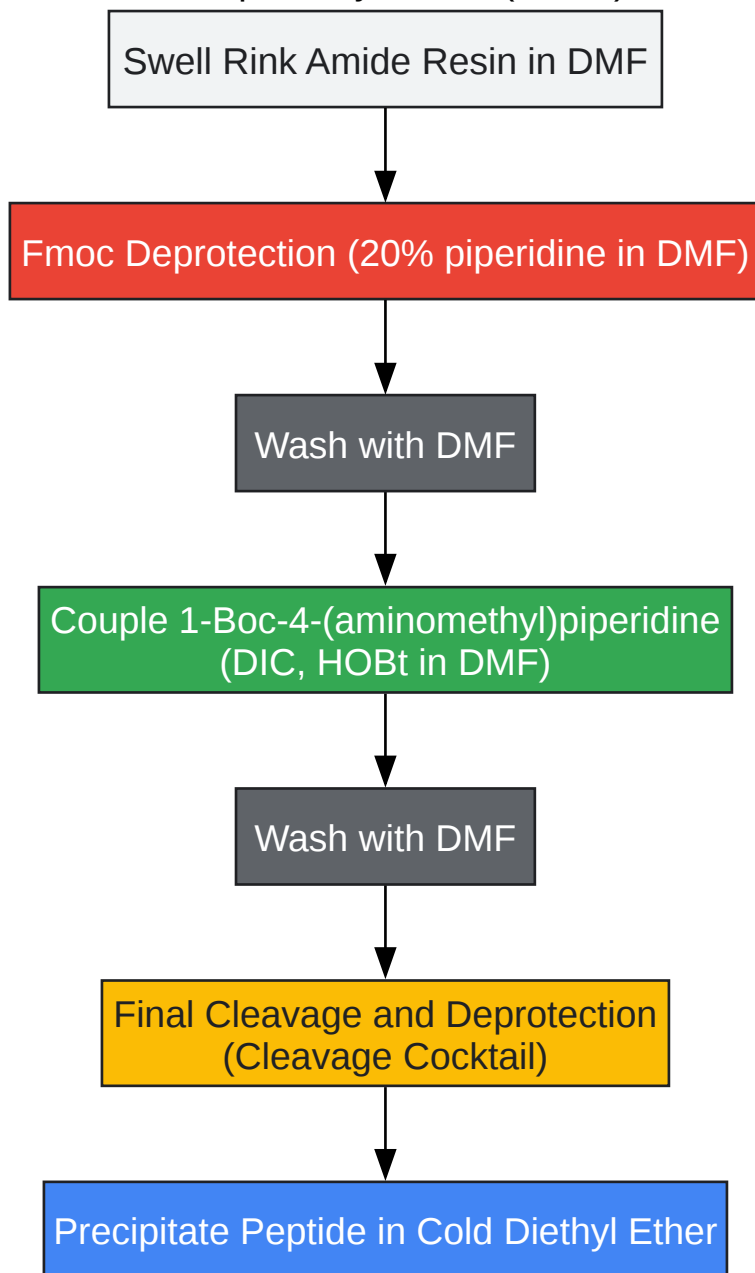 Swell Rink Amide Resin in DMF
Fmoc Deprotection (20% piperidine in DMF)
Wash with DMF
Couple 1-Boc-4-(aminomethyl)piperidine
(DIC, HOBt in DMF)
Wash with DMF
Final Cleavage and Deprotection
(Cleavage Cocktail)
Precipitate Peptide in Cold Diethyl Ether